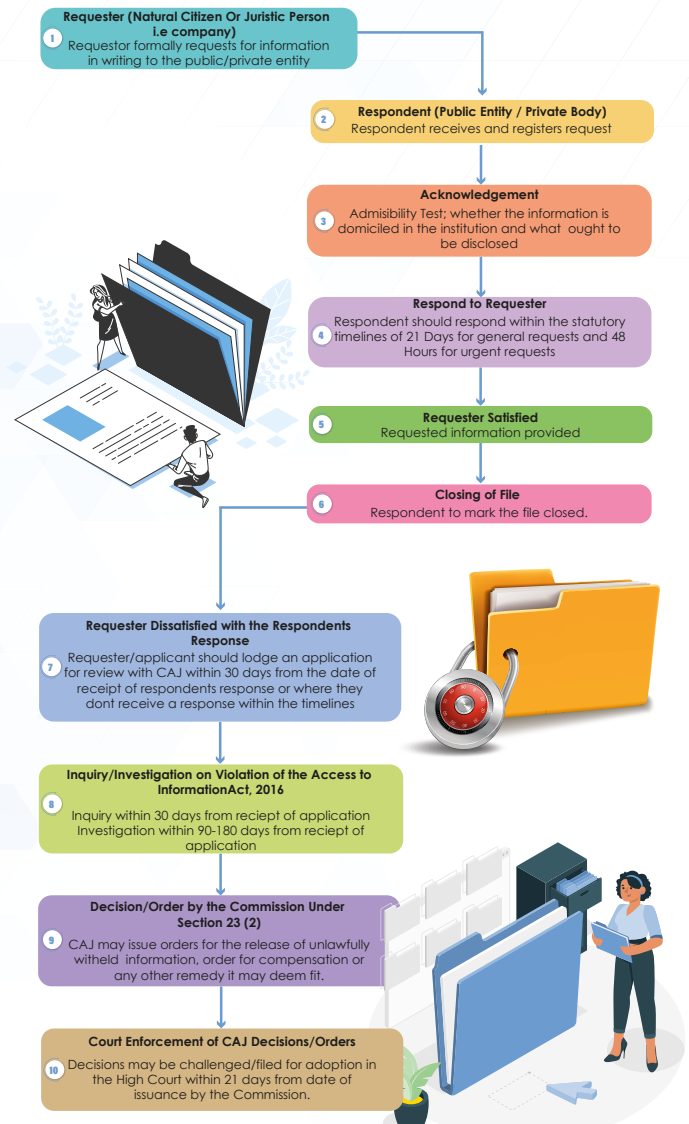 Requester (Natural Citizen Or Juristic Person
i.e company)
1
Requestor formally requests for information
in writing to the public/private entity
Respondent (Public Entity / Private Body)
2
Respondent receives and registers request
Acknowledgement
3
Admisibility Test; whether the information is
domiciled in the institution and what ought to
be disclosed
Respond to Requester
4
Respondent should respond within the statutory
timelines of 21 Days for general requests and 48
Hours for urgent requests
Requester Satisfied
5
Requested information provided
Closing of File
6
Respondent to mark the file closed.
Requester Dissatisfied with the Respondents
Response
7
Requester/applicant should lodge an application
for review with CAJ within 30 days from the date of
receipt of respondents response or where they
dont receive a response within the timelines
Inquiry/Investigation on Violation of the Access to
InformationAct, 2016
8
Inquiry within 30 days from reciept of application
Investigation within 90-180 days from reciept of
application
Decision/Order by the Commission Under
Section 23 (2)
9
CAJ may issue orders for the release of unlawfully
witheld information, order for compensation or
any other remedy it may deem fit.
Court Enforcement of CAJ Decisions/Orders
10
Decisions may be challenged/filed for adoption in
the High Court within 21 days from date of
issuance by the Commission.